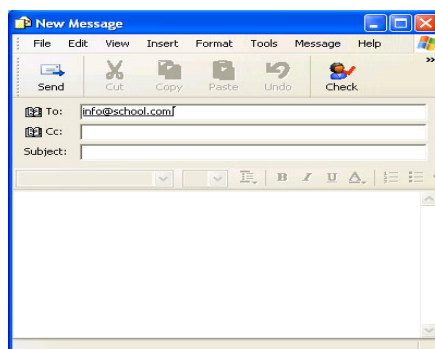 New Message
File Edit View Insert Format Tools Message Help
Send Cut Copy Paste Undo Check
To: info@school.com
Cc:
Subject:
B I U A